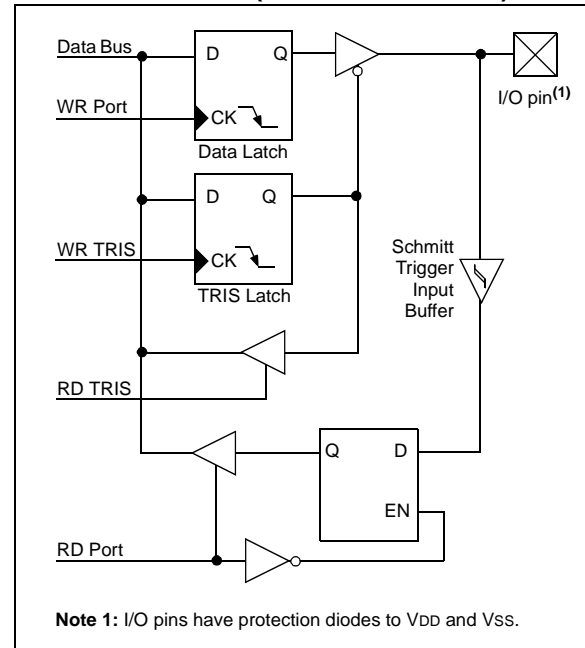 Data Bus
D Q
WR Port
CK
Data Latch
I/O pin(1)
D Q
WR TRIS
CK
TRIS Latch
Schmitt
Trigger
Input
Buffer
RD TRIS
Q D
EN
RD Port
Note 1: I/O pins have protection diodes to VDD and VSS.